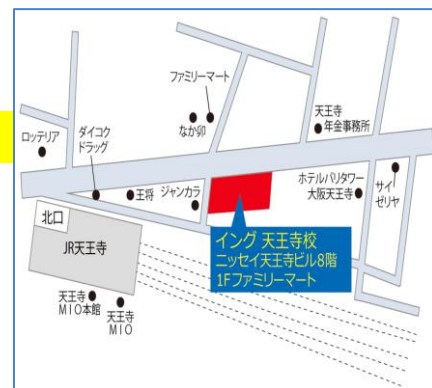 ファミリーマート
なか卯
天王寺
年金事務所
ロッテリア
ダイコク
ドラッグ
王将
ジャンカラ
ホテルバリタワー
大阪天王寺
サイ
ゼリヤ
北口
JR天王寺
イング 天王寺校
ニッセイ天王寺ビル8階
1Fファミリーマート
天王寺
MIO本館
天王寺
MIO